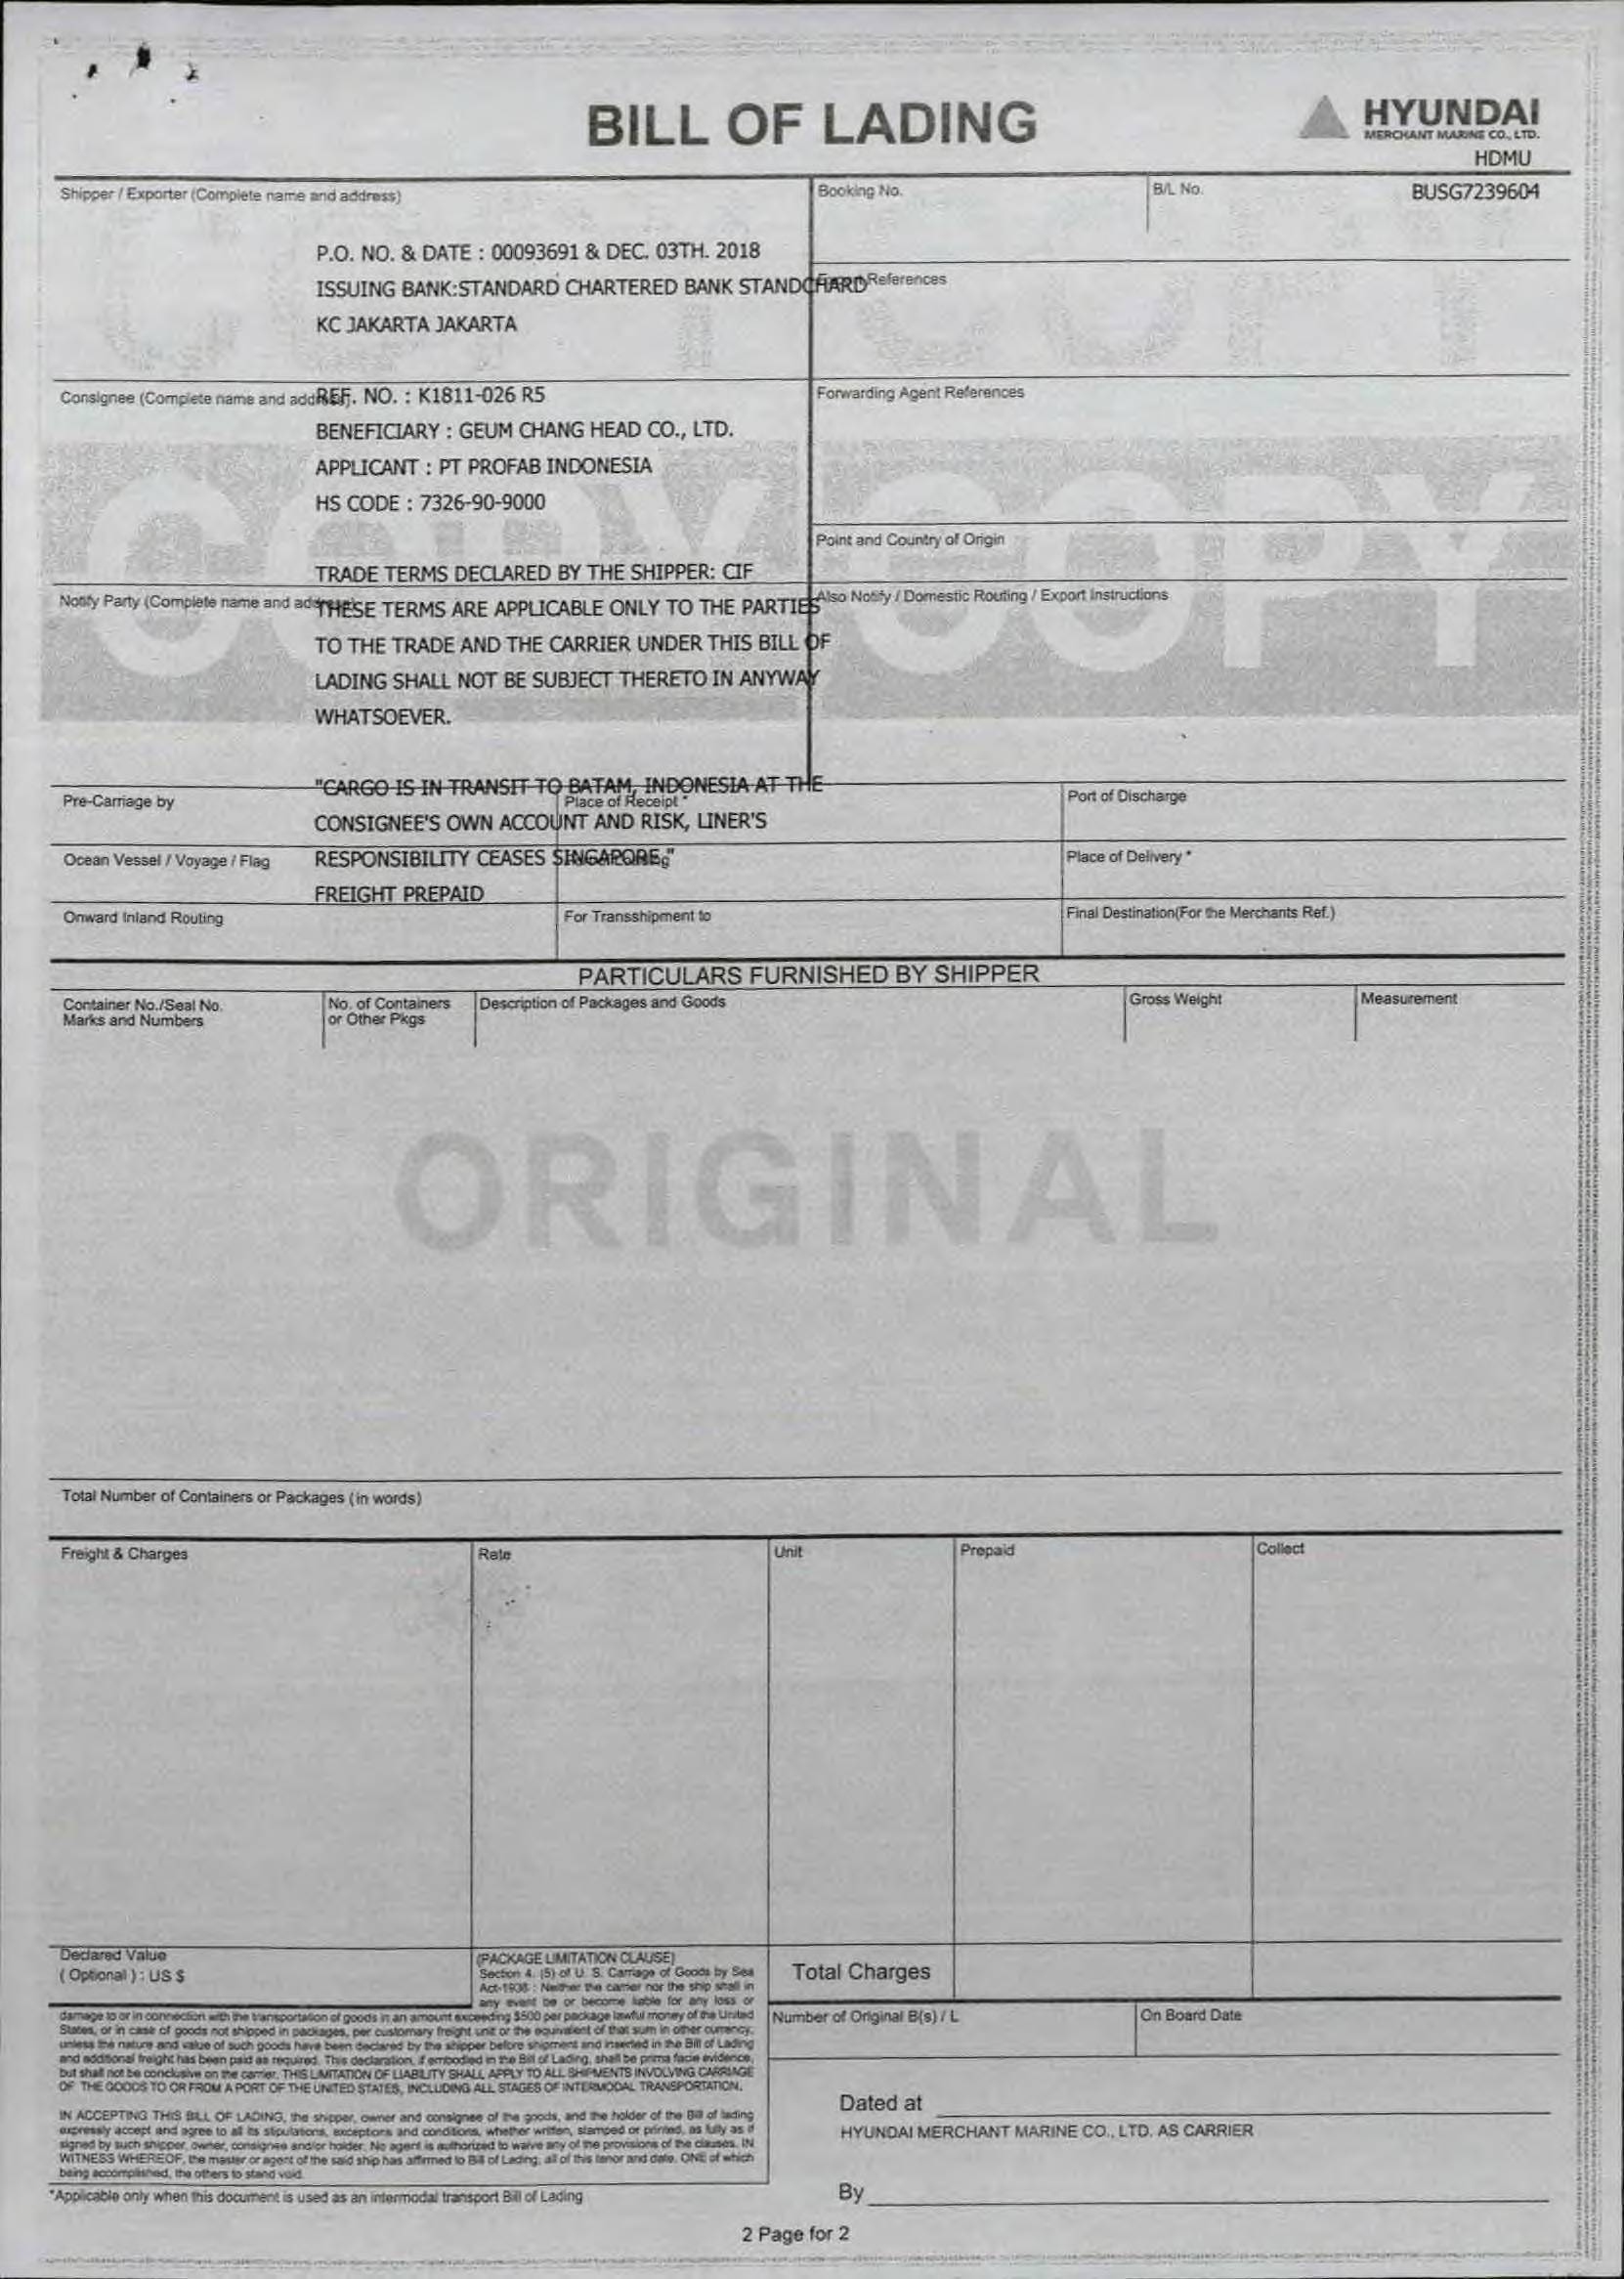 BILL OF LADING
HYUNDAI
MERCHANT MARINE CO., LTD.
HDMU
Shipper / Exporter (Complete name and address)
Booking No.
B/L No.
BUSG7239604
P.O. NO. & DATE : 00093691 & DEC. 03TH. 2018
ISSUING BANK:STANDARD CHARTERED BANK STANDCHARD
References
KC JAKARTA JAKARTA
Consignee (Complete name and address)
REF. NO. : K1811-026 R5
Forwarding Agent References
BENEFICIARY : GEUM CHANG HEAD CO., LTD.
APPLICANT : PT PROFAB INDONESIA
HS CODE : 7326-90-9000
COPY COPY
Point and Country of Origin
TRADE TERMS DECLARED BY THE SHIPPER: CIF
Notify Party (Complete name and address)
THESE TERMS ARE APPLICABLE ONLY TO THE PARTIES
Also Notify / Domestic Routing / Export Instructions
TO THE TRADE AND THE CARRIER UNDER THIS BILL OF
LADING SHALL NOT BE SUBJECT THERETO IN ANYWAY
WHATSOEVER.
"CARGO IS IN TRANSIT TO BATAM, INDONESIA AT THE
Pre-Carriage by
Place of Receipt *
Port of Discharge
CONSIGNEE'S OWN ACCOUNT AND RISK, LINER'S
Ocean Vessel / Voyage / Flag
RESPONSIBILITY CEASES SINGAPORE."
Place of Delivery *
FREIGHT PREPAID
Onward Inland Routing
For Transshipment to
Final Destination(For the Merchants Ref.)
PARTICULARS FURNISHED BY SHIPPER
Container No./Seal No.
Marks and Numbers
No. of Containers
or Other Pkgs
Description of Packages and Goods
Gross Weight
Measurement
ORIGINAL
Total Number of Containers or Packages (in words)
Freight & Charges
Rate
Unit
Prepaid
Collect
Declared Value
( Optional ) : US $
(PACKAGE LIMITATION CLAUSE)
Section 4. (5) of U. S. Carriage of Goods by Sea
Act-1936 : Neither the carrier nor the ship shall in
any event be or become liable for any loss or
damage to or in connection with the transportation of goods in an amount exceeding $500 per package lawful money of the United
States, or in case of goods not shipped in packages, per customary freight unit or the equivalent of that sum in other currency,
unless the nature and value of such goods have been declared by the shipper before shipment and inserted in the Bill of Lading
and additional freight has been paid as required. This declaration, if embodied in the Bill of Lading, shall be prima facie evidence,
but shall not be conclusive on the carrier. THIS LIMITATION OF LIABILITY SHALL APPLY TO ALL SHIPMENTS INVOLVING CARRIAGE
OF THE GOODS TO OR FROM A PORT OF THE UNITED STATES, INCLUDING ALL STAGES OF INTERMODAL TRANSPORTATION.
IN ACCEPTING THIS BILL OF LADING, the shipper, owner and consignee of the goods, and the holder of the Bill of lading
expressly accept and agree to all its stipulations, exceptions and conditions, whether written, stamped or printed, as fully as if
signed by such shipper, owner, consignee and/or holder. No agent is authorized to waive any of the provisions of the clauses. IN
WITNESS WHEREOF, the master or agent of the said ship has affirmed to Bill of Lading, all of this tenor and date, ONE of which
being accomplished, the others to stand void.
Total Charges
Number of Original B(s) / L
On Board Date
Dated at
HYUNDAI MERCHANT MARINE CO., LTD. AS CARRIER
By
*Applicable only when this document is used as an intermodal transport Bill of Lading
2 Page for 2